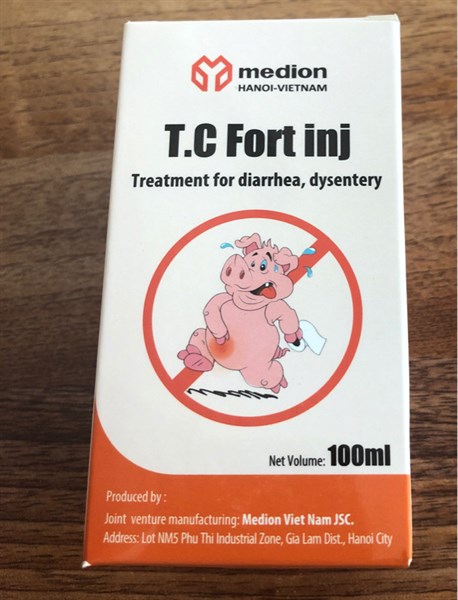 medion
HANOI-VIETNAM
T.C Fort inj
Treatment for diarrhea, dysentery
Net Volume: 100ml
Produced by :
Joint venture manufacturing: Medion Viet Nam JSC.
Address: Lot NM5 Phu Thi Industrial Zone, Gia Lam Dist., Hanoi City